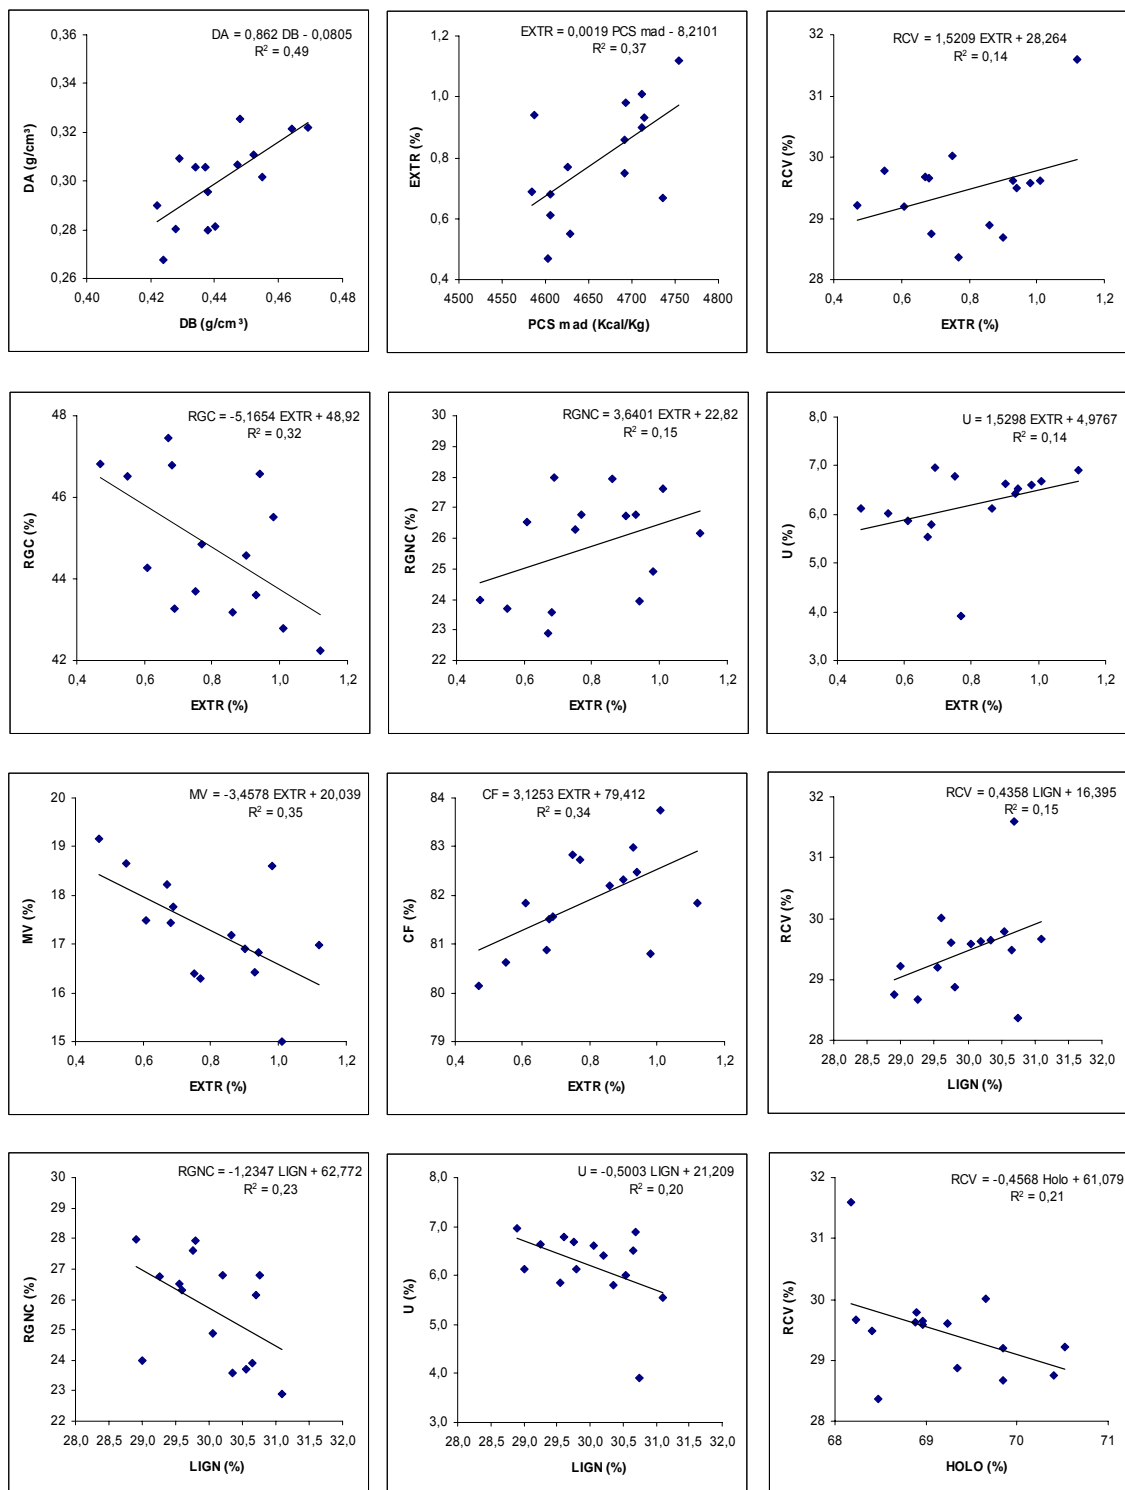 DA = 0,862 DB - 0,0805
R² = 0,49
0,36
0,34
0,32
0,30
0,28
0,26
0,40 0,42 0,44 0,46 0,48
DA (g/cm³)
DB (g/cm³)
EXTR = 0,0019 PCS mad - 8,2101
R² = 0,37
1,2
1,0
0,8
0,6
0,4
4500 4550 4600 4650 4700 4750 4800
EXTR (%)
PCS mad (Kcal/Kg)
RCV = 1,5209 EXTR + 28,264
R² = 0,14
32
31
30
29
28
0,4 0,6 0,8 1,0 1,2
RCV (%)
EXTR (%)
RGC = -5,1654 EXTR + 48,92
R² = 0,32
48
46
44
42
0,4 0,6 0,8 1,0 1,2
RGC (%)
EXTR (%)
RGNC = 3,6401 EXTR + 22,82
R² = 0,15
30
29
28
27
26
25
24
23
22
0,4 0,6 0,8 1,0 1,2
RGNC (%)
EXTR (%)
U = 1,5298 EXTR + 4,9767
R² = 0,14
8,0
7,0
6,0
5,0
4,0
3,0
0,4 0,6 0,8 1,0 1,2
U (%)
EXTR (%)
MV = -3,4578 EXTR + 20,039
R² = 0,35
20
19
18
17
16
15
0,4 0,6 0,8 1,0 1,2
MV (%)
EXTR (%)
CF = 3,1253 EXTR + 79,412
R² = 0,34
84
83
82
81
80
79
0,4 0,6 0,8 1,0 1,2
CF (%)
EXTR (%)
RCV = 0,4358 LIGN + 16,395
R² = 0,15
32
31
30
29
28
28,0 28,5 29,0 29,5 30,0 30,5 31,0 31,5 32,0
RCV (%)
LIGN (%)
RGNC = -1,2347 LIGN + 62,772
R² = 0,23
30
29
28
27
26
25
24
23
22
28,0 28,5 29,0 29,5 30,0 30,5 31,0 31,5 32,0
RGNC (%)
LIGN (%)
U = -0,5003 LIGN + 21,209
R² = 0,20
8,0
7,0
6,0
5,0
4,0
3,0
28,0 28,5 29,0 29,5 30,0 30,5 31,0 31,5 32,0
U (%)
LIGN (%)
RCV = -0,4568 Holo + 61,079
R² = 0,21
32
31
30
29
28
68 69 70 71
RCV (%)
HOLO (%)